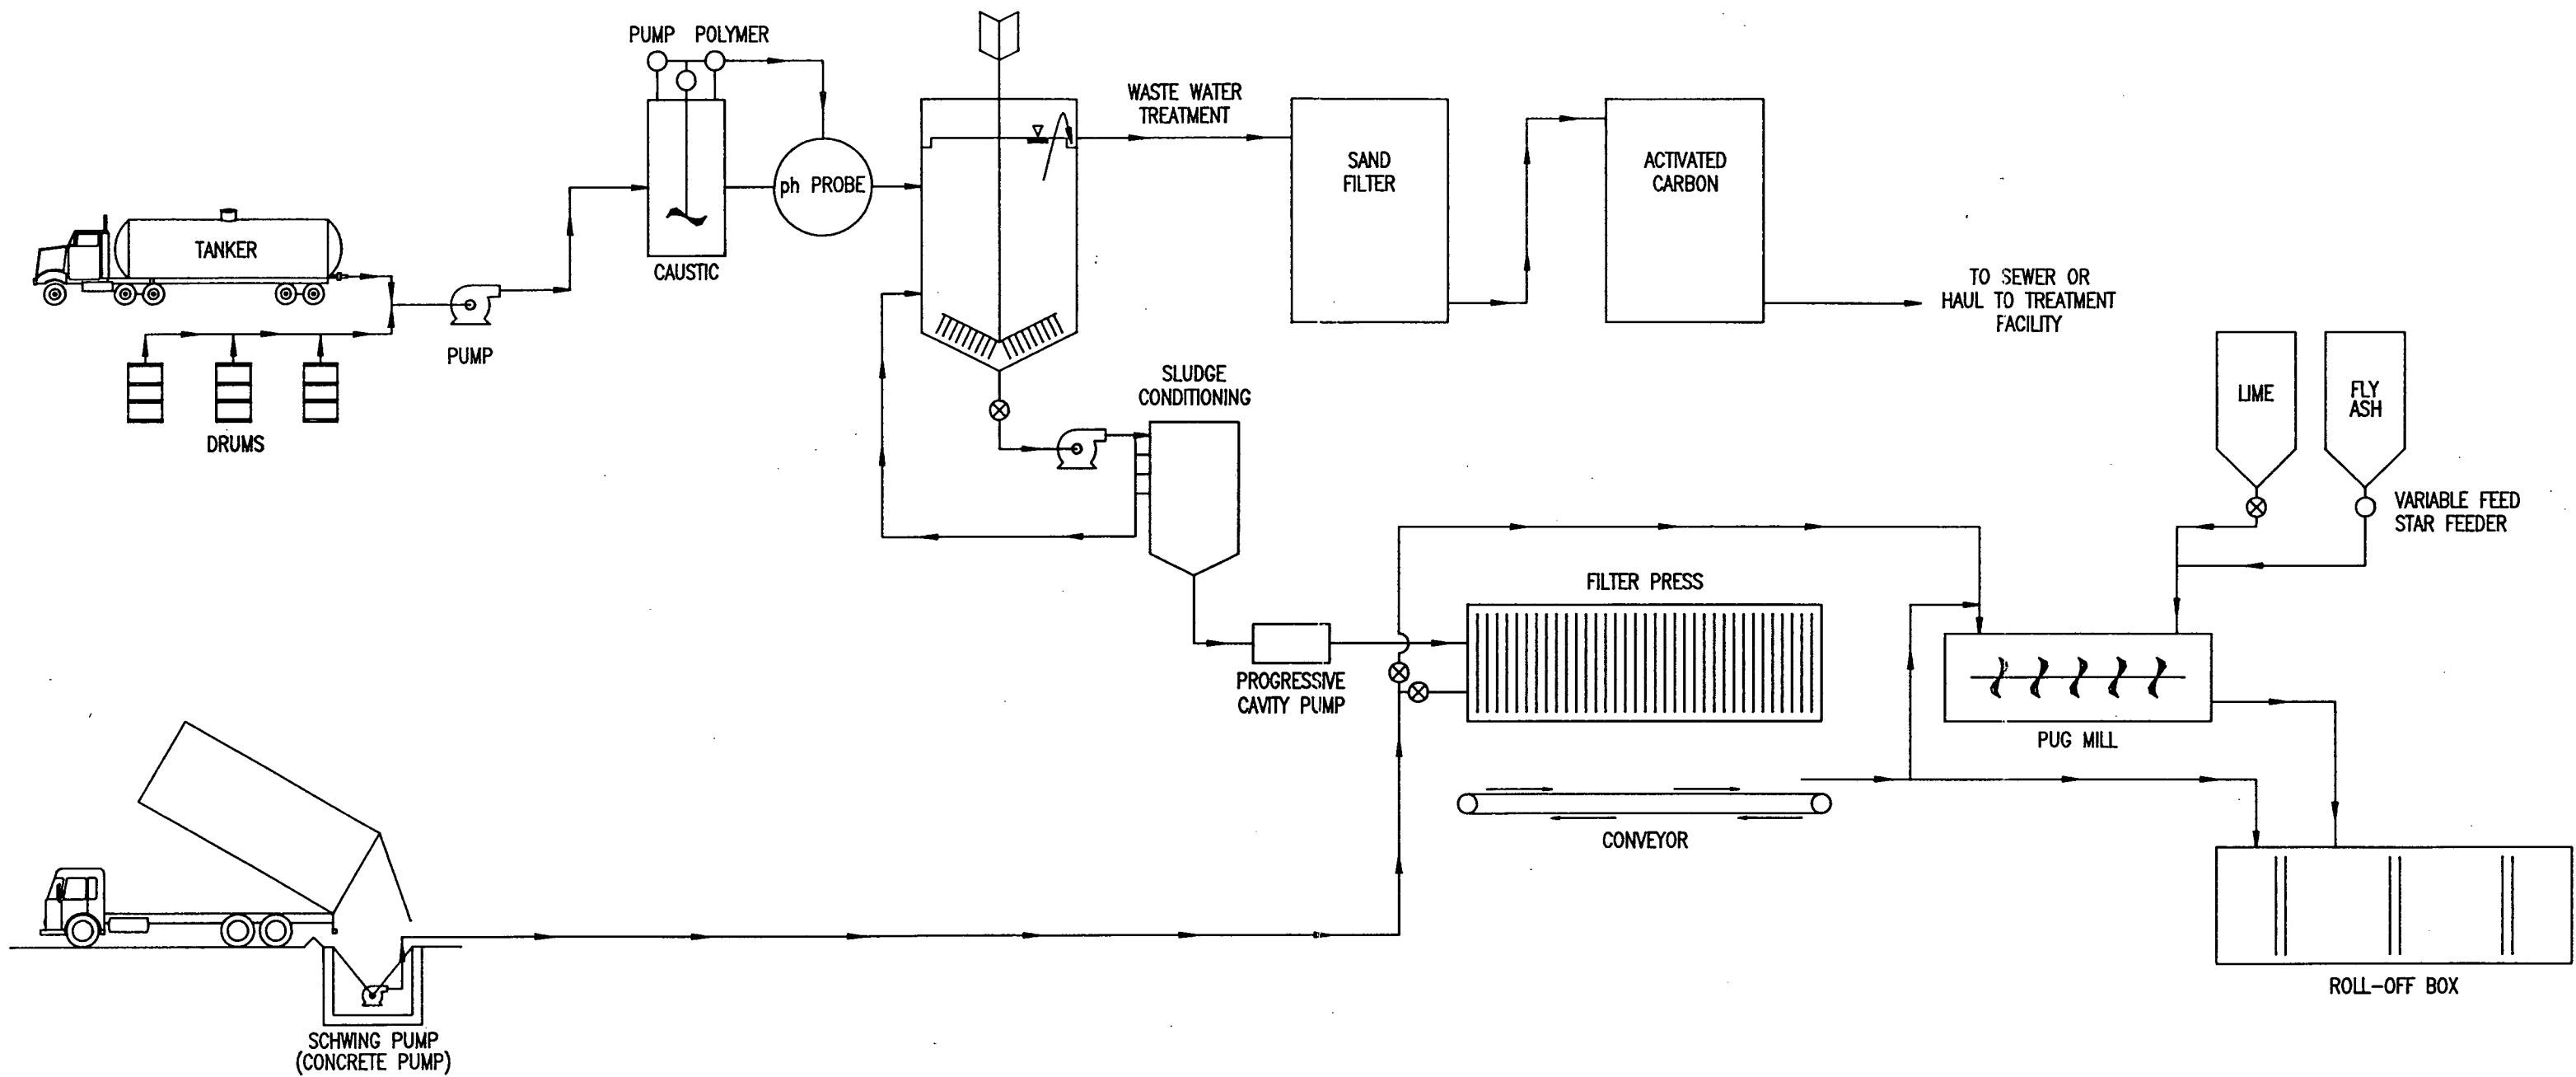 PUMP POLYMER
WASTE WATER
TREATMENT
SAND
FILTER
ACTIVATED
CARBON
ph PROBE
TANKER
CAUSTIC
TO SEWER OR
HAUL TO TREATMENT
FACILITY
PUMP
DRUMS
SLUDGE
CONDITIONING
LIME
FLY
ASH
VARIABLE FEED
STAR FEEDER
FILTER PRESS
PROGRESSIVE
CAVITY PUMP
PUG MILL
CONVEYOR
ROLL-OFF BOX
SCHWING PUMP
(CONCRETE PUMP)